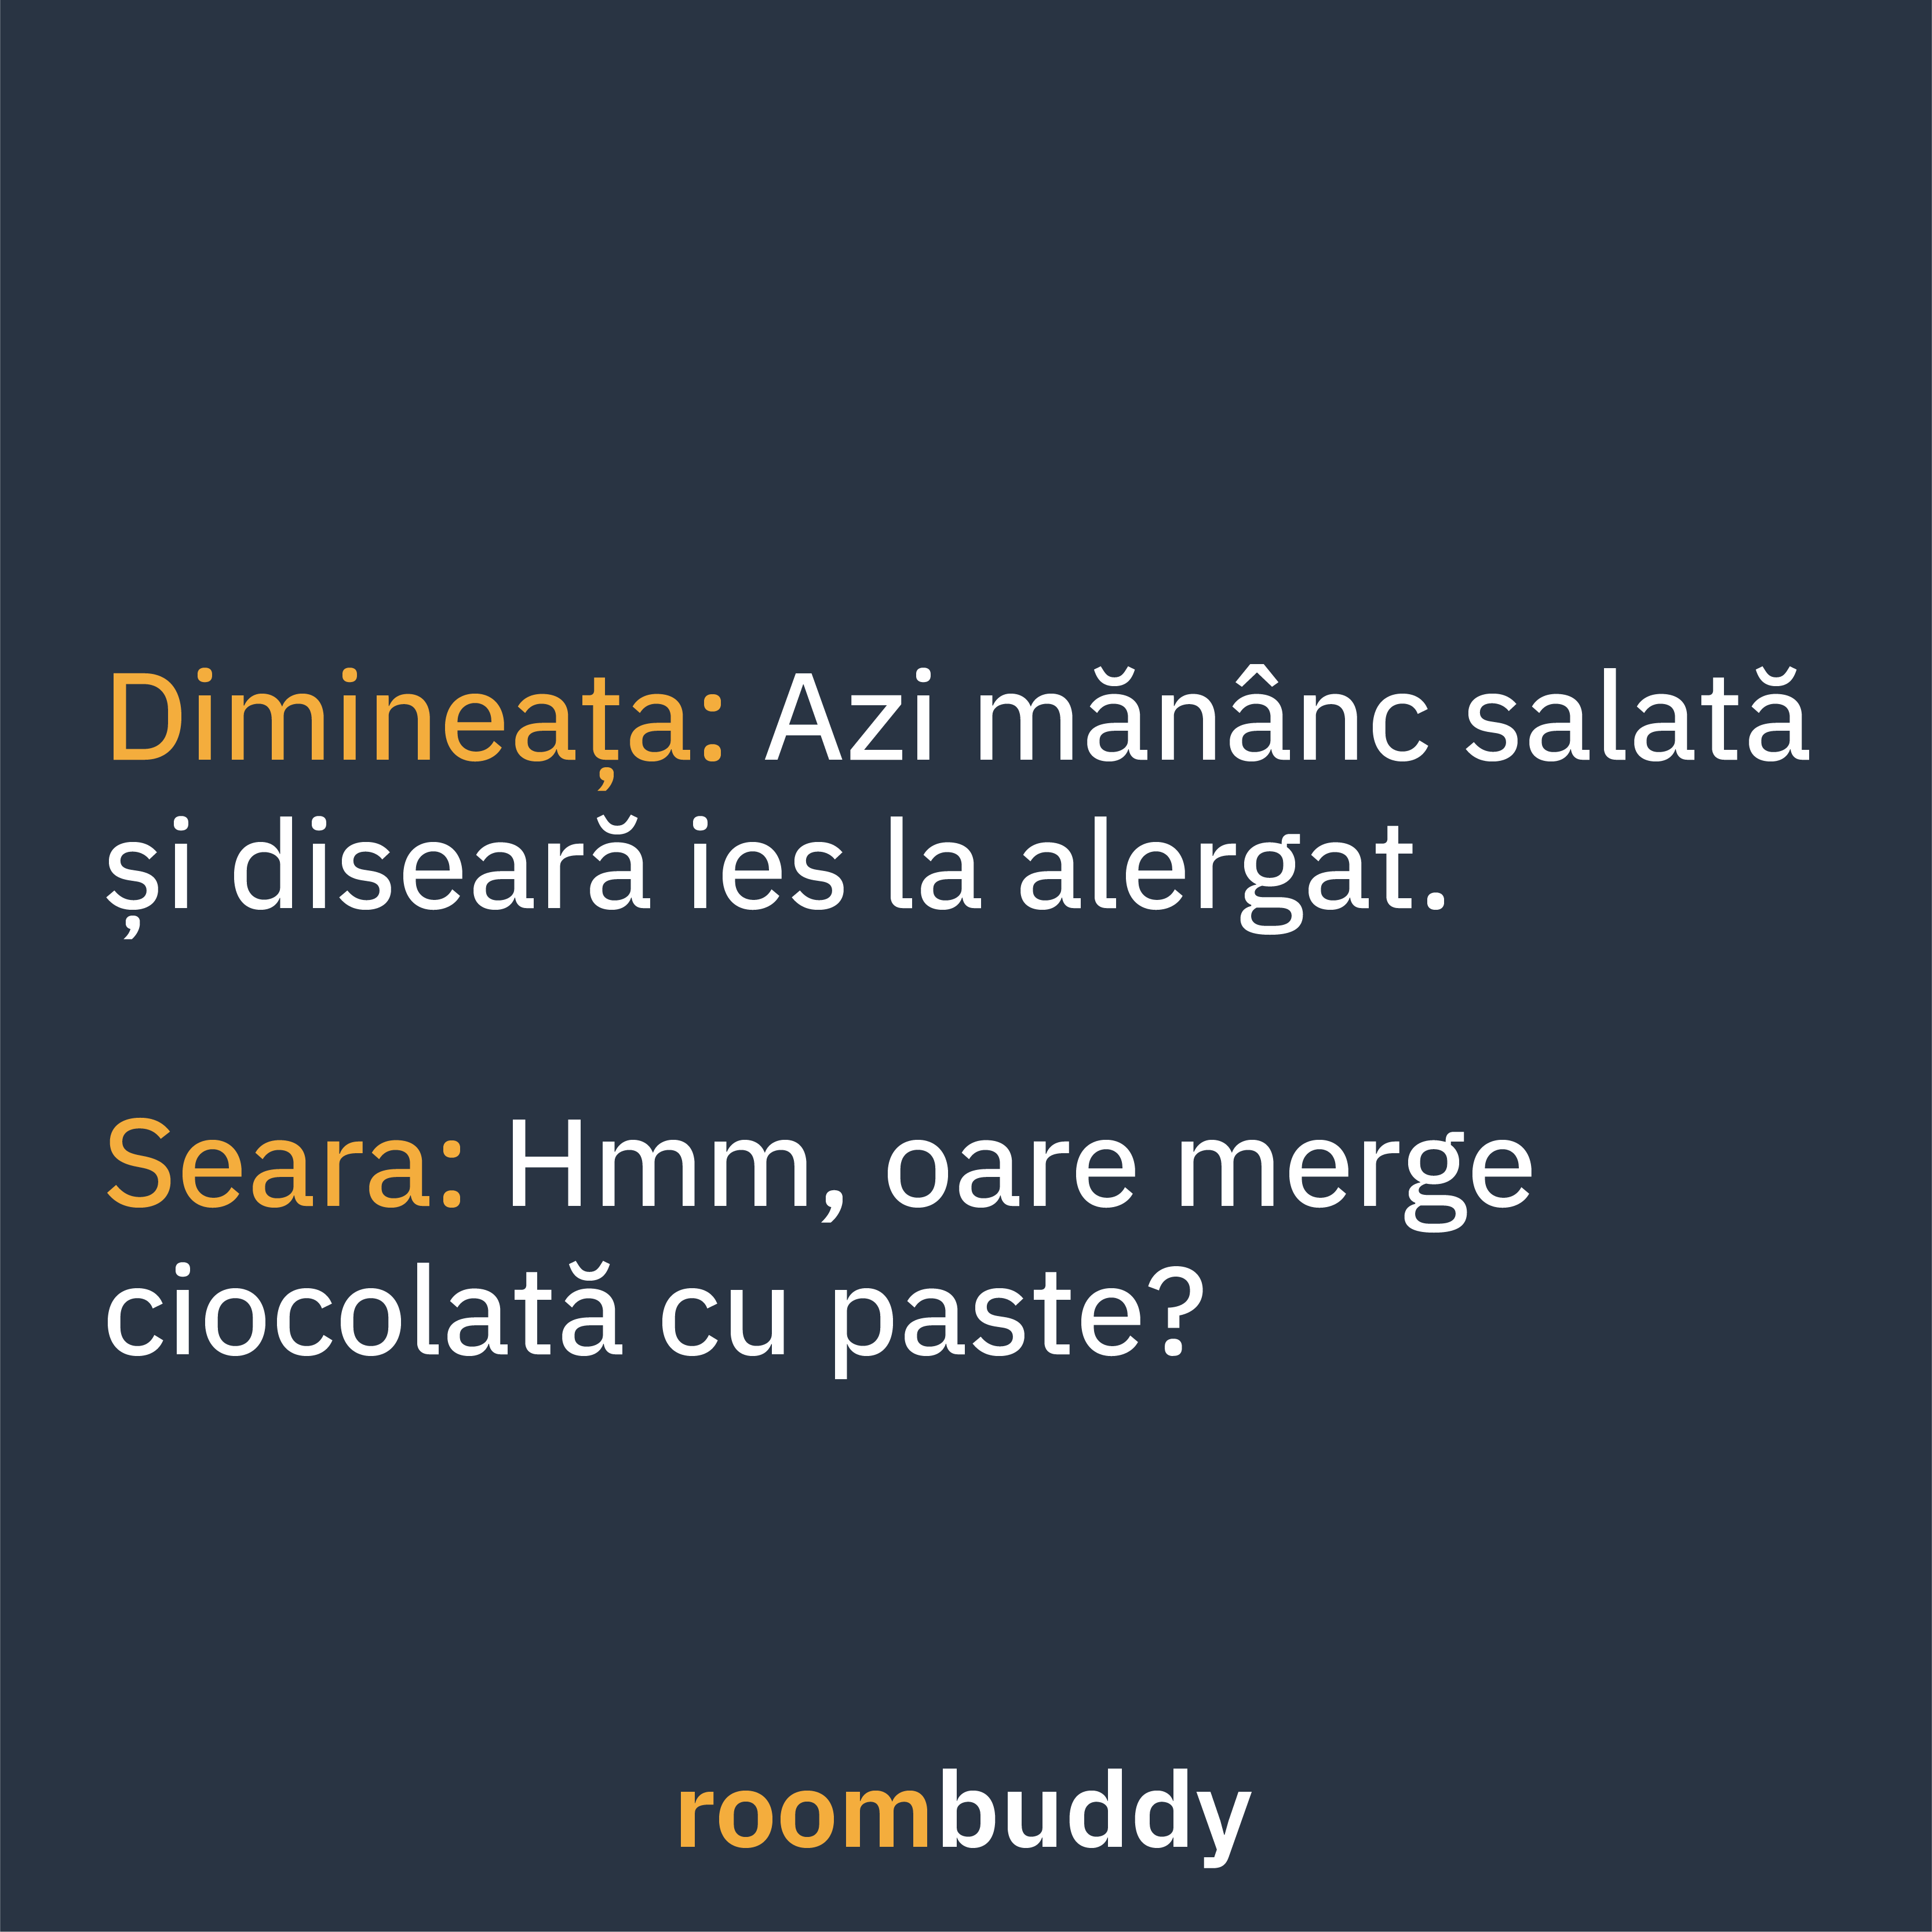 Dimineața: Azi mănânc salată
și diseară ies la alergat.
Seara: Hmm, oare merge
ciocolată cu paste?
roombuddy